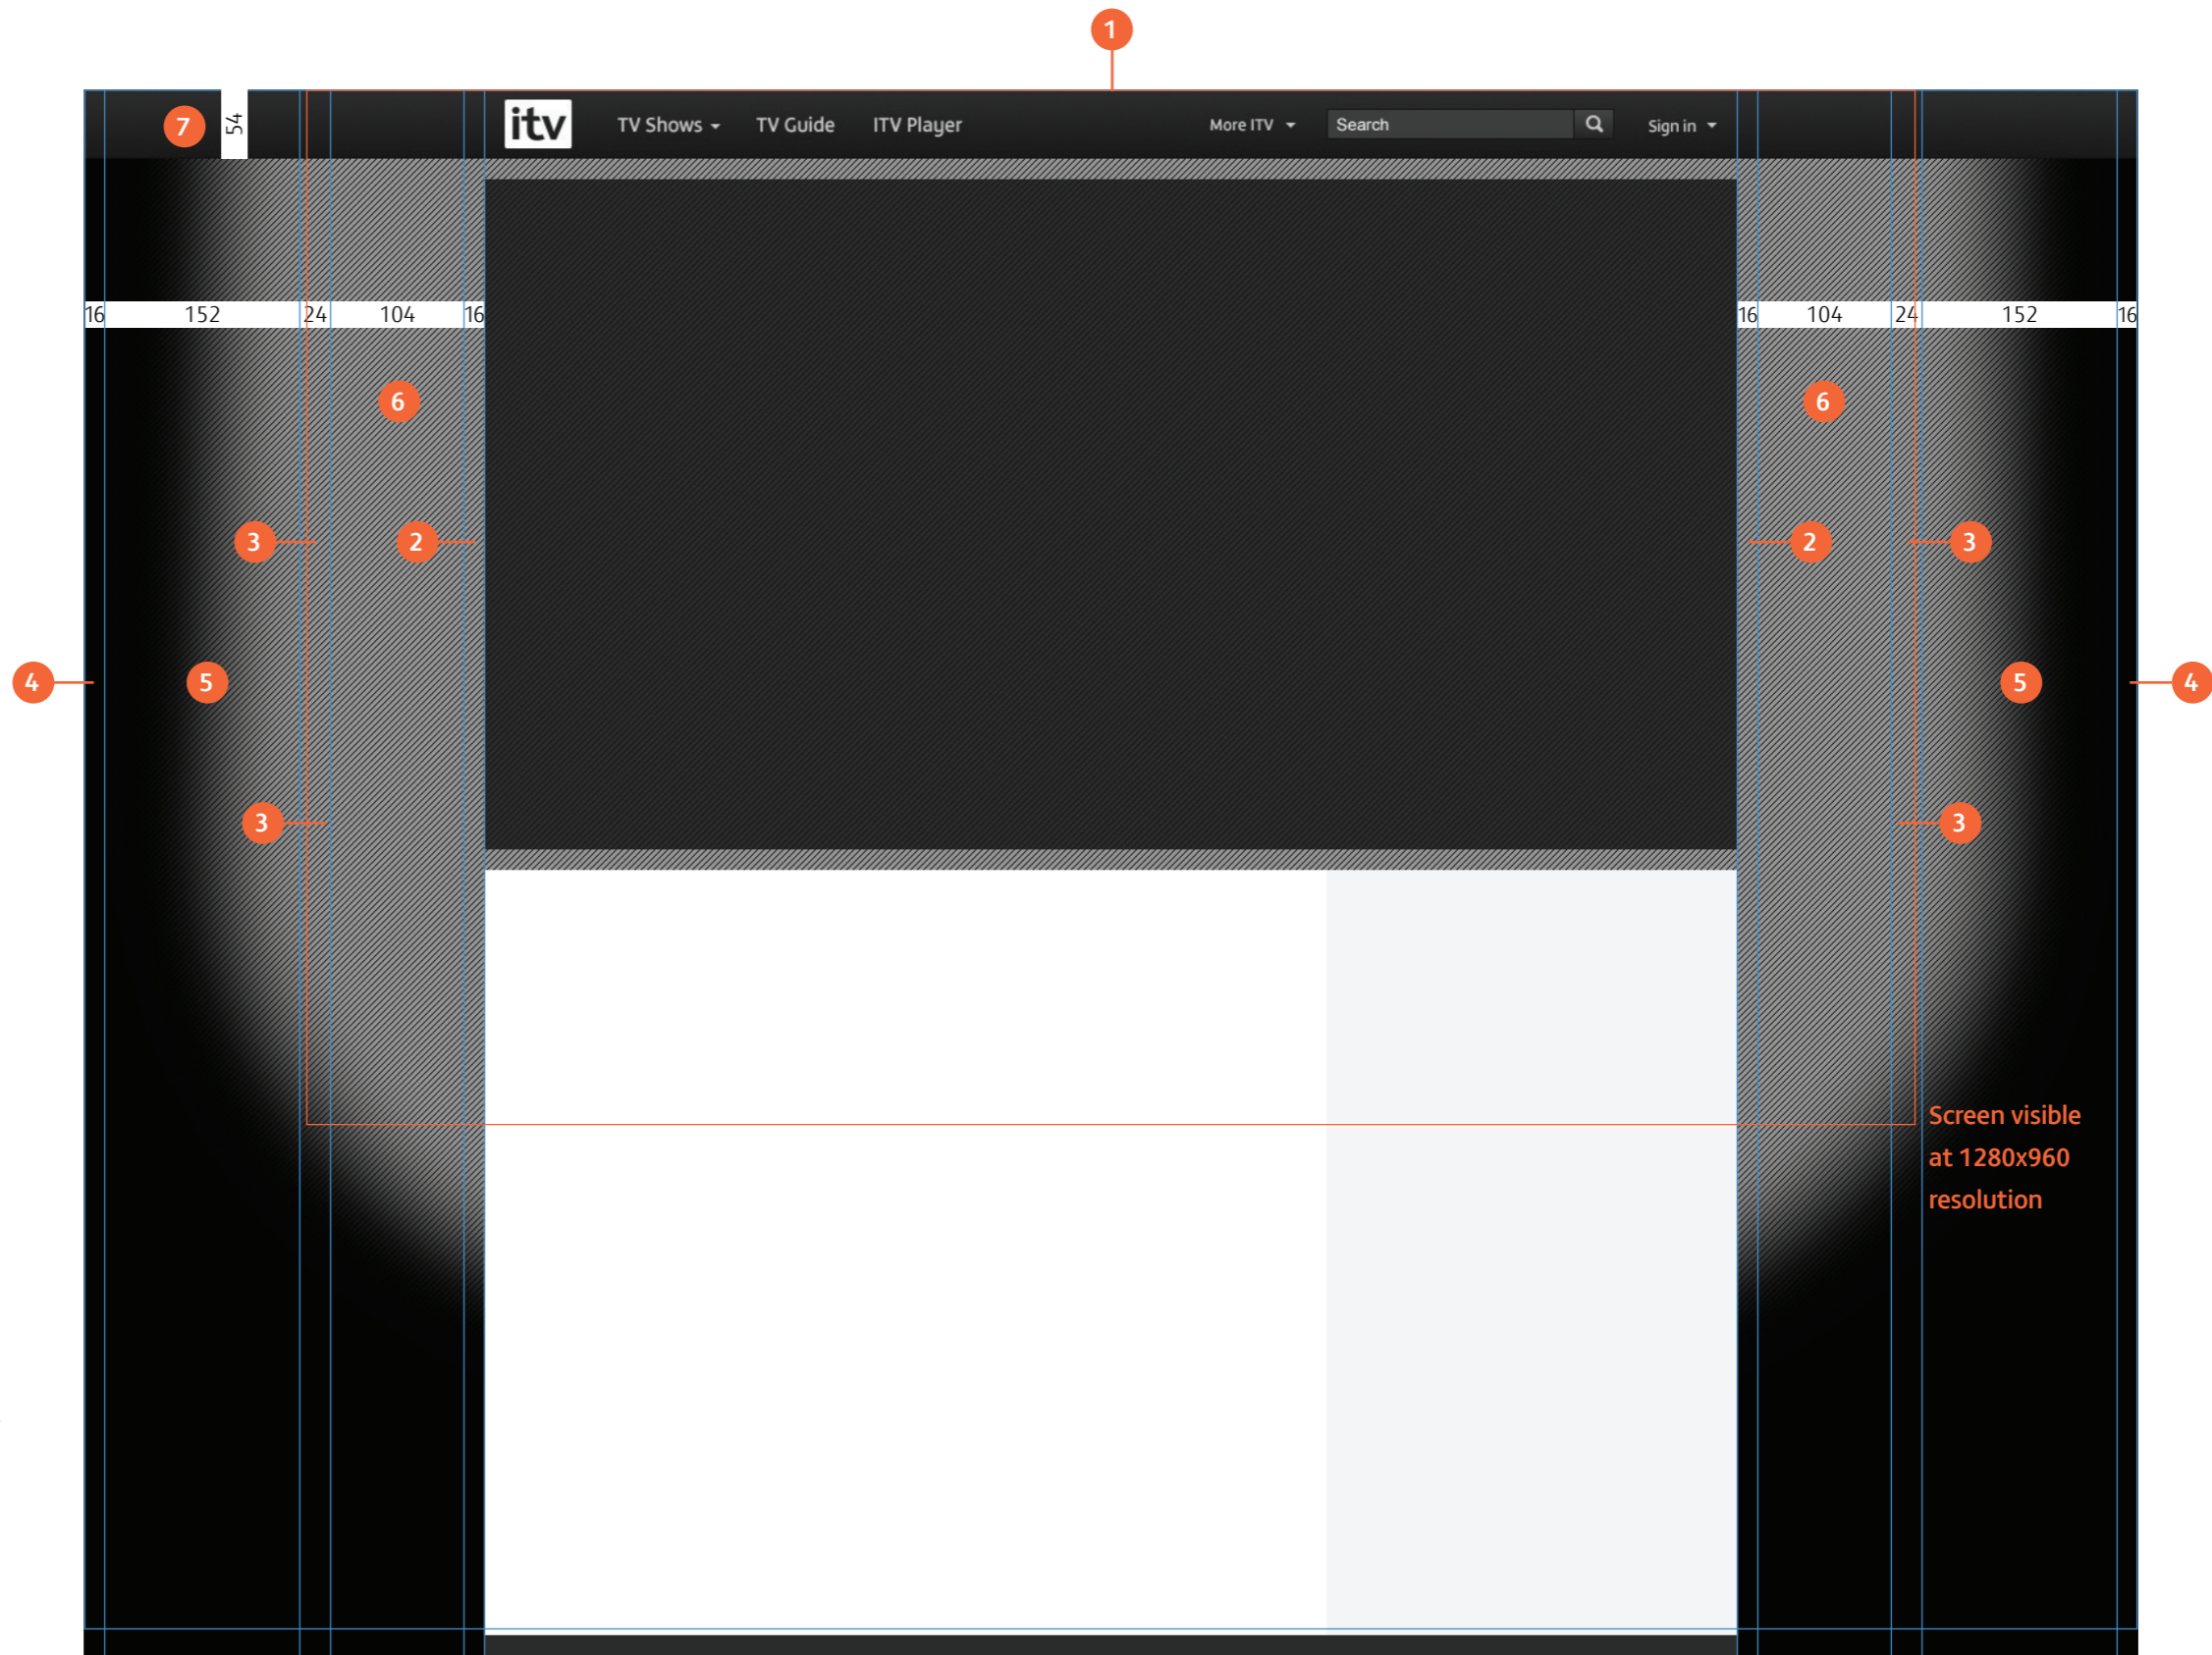 1
7
54
itv
TV Shows
TV Guide
ITV Player
More ITV
Search
Sign in
16 152 24 104 16
16 104 24 152 16
6
6
3
2
2
3
4
5
5
4
3
3
Screen visible
at 1280x960
resolution